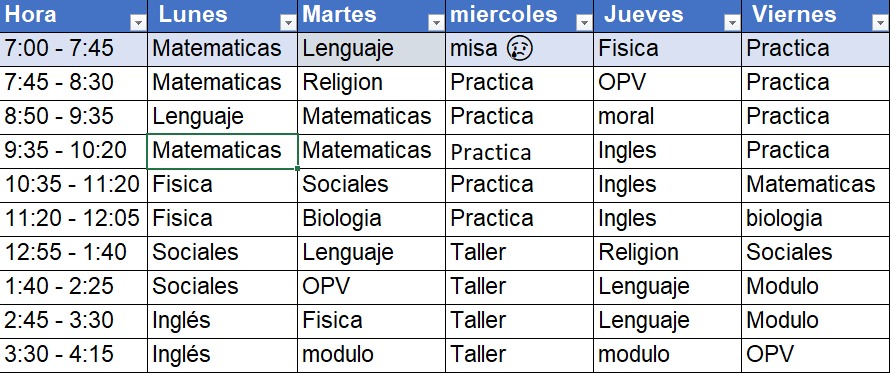 Hora Lunes Martes miercoles Jueves Viernes
7:00 - 7:45 Matematicas Lenguaje misa 😢 Fisica Practica
7:45 - 8:30 Matematicas Religion Practica OPV Practica
8:50 - 9:35 Lenguaje Matematicas Practica moral Practica
9:35 - 10:20 Matematicas Matematicas Practica Ingles Practica
10:35 - 11:20 Fisica Sociales Practica Ingles Matematicas
11:20 - 12:05 Fisica Biologia Practica Ingles biologia
12:55 - 1:40 Sociales Lenguaje Taller Religion Sociales
1:40 - 2:25 Sociales OPV Taller Lenguaje Modulo
2:45 - 3:30 Inglés Fisica Taller Lenguaje Modulo
3:30 - 4:15 Inglés modulo Taller modulo OPV